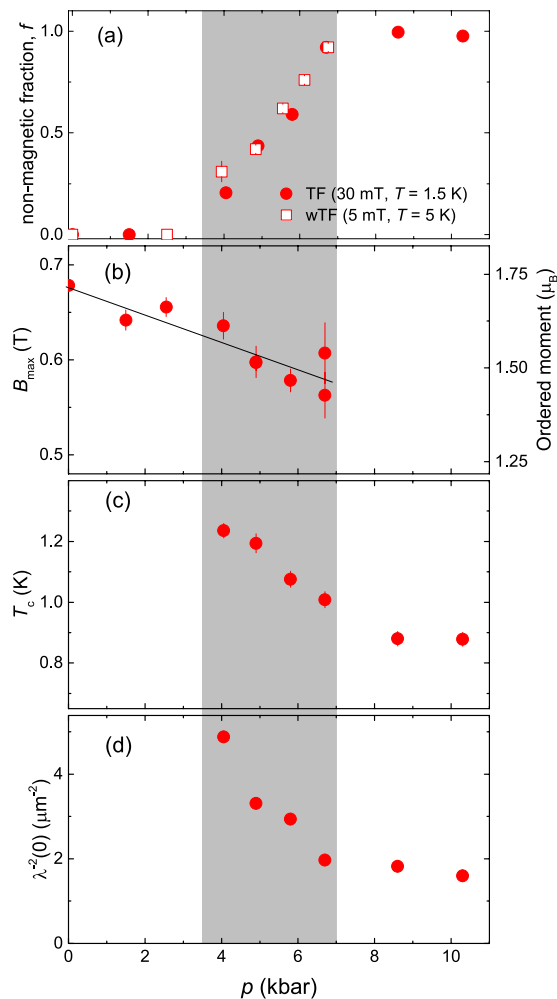 (a)
non-magnetic fraction, f
1.0
0.5
0.0
TF (30 mT, T = 1.5 K)
wTF (5 mT, T = 5 K)
(b)
B_max (T)
0.7
0.6
0.5
1.75
1.50
1.25
Ordered moment (μ_B)
(c)
T_c (K)
1.2
1.0
0.8
(d)
λ⁻²(0) (μm⁻²)
4
2
0
0 2 4 6 8 10
p (kbar)